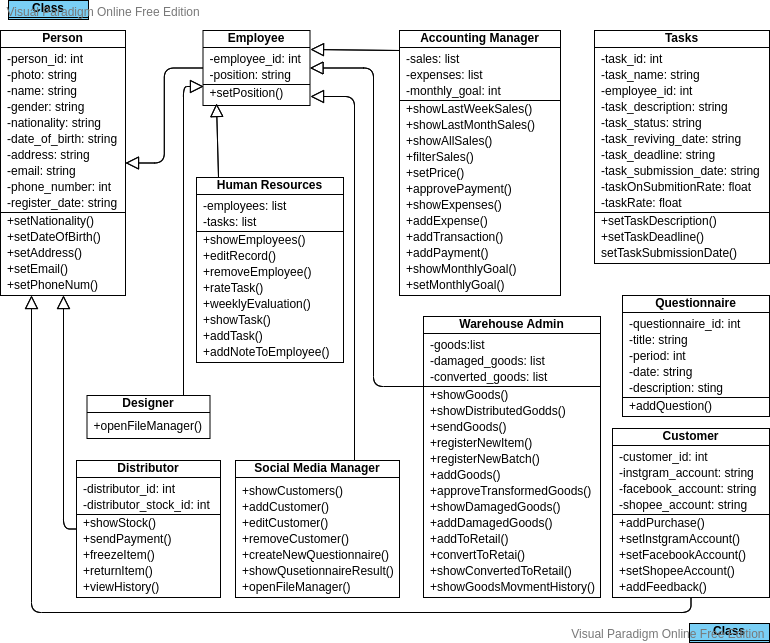 Class
Visual Paradigm Online Free Edition
Person
-person_id: int
-photo: string
-name: string
-gender: string
-nationality: string
-date_of_birth: string
-address: string
-email: string
-phone_number: int
-register_date: string
+setNationality()
+setDateOfBirth()
+setAddress()
+setEmail()
+setPhoneNum()
Employee
-employee_id: int
-position: string
+setPosition()
Accounting Manager
-sales: list
-expenses: list
-monthly_goal: int
+showLastWeekSales()
+showLastMonthSales()
+showAllSales()
+filterSales()
+setPrice()
+approvePayment()
+showExpenses()
+addExpense()
+addTransaction()
+addPayment()
+showMonthlyGoal()
+setMonthlyGoal()
Tasks
-task_id: int
-task_name: string
-employee_id: int
-task_description: string
-task_status: string
-task_reviving_date: string
-task_deadline: string
-task_submission_date: string
-taskOnSubmitionRate: float
-taskRate: float
+setTaskDescription()
+setTaskDeadline()
setTaskSubmissionDate()
Human Resources
-employees: list
-tasks: list
+showEmployees()
+editRecord()
+removeEmployee()
+rateTask()
+weeklyEvaluation()
+showTask()
+addTask()
+addNoteToEmployee()
Questionnaire
-questionnaire_id: int
-title: string
-period: int
-date: string
-description: sting
+addQuestion()
Warehouse Admin
-goods:list
-damaged_goods: list
-converted_goods: list
+showGoods()
+showDistributedGodds()
+sendGoods()
+registerNewItem()
+registerNewBatch()
+addGoods()
+approveTransformedGoods()
+showDamagedGoods()
+addDamagedGoods()
+addToRetail()
+convertToRetai()
+showConvertedToRetail()
+showGoodsMovmentHistory()
Designer
+openFileManager()
Customer
-customer_id: int
-instgram_account: string
-facebook_account: string
-shopee_account: string
+addPurchase()
+setInstgramAccount()
+setFacebookAccount()
+setShopeeAccount()
+addFeedback()
Distributor
-distributor_id: int
-distributor_stock_id: int
+showStock()
+sendPayment()
+freezeItem()
+returnItem()
+viewHistory()
Social Media Manager
+showCustomers()
+addCustomer()
+editCustomer()
+removeCustomer()
+createNewQuestionnaire()
+showQusetionnaireResult()
+openFileManager()
Class
Visual Paradigm Online Free Edition